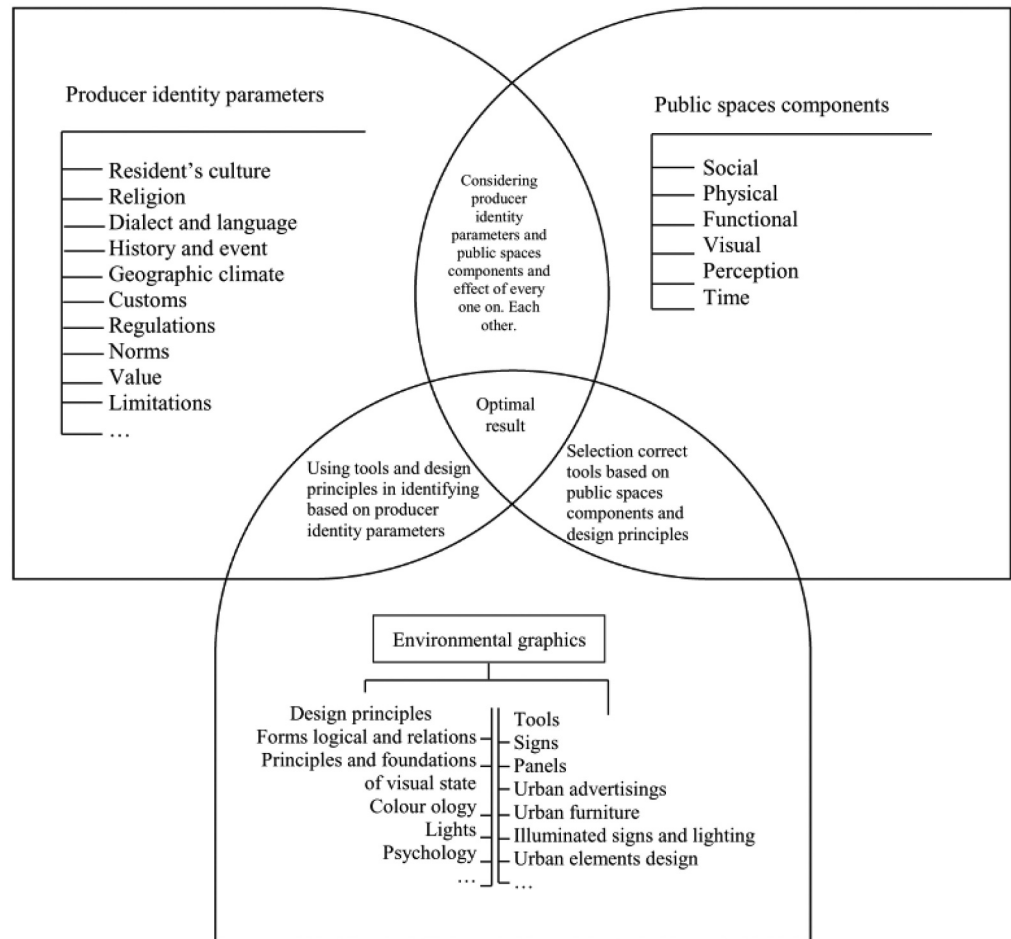 Producer identity parameters
Resident’s culture
Religion
Dialect and language
History and event
Geographic climate
Customs
Regulations
Norms
Value
Limitations
…
Considering
producer
identity
parameters and
public spaces
components and
effect of every
one on. Each
other.
Public spaces components
Social
Physical
Functional
Visual
Perception
Time
Optimal
result
Using tools and design
principles in identifying
based on producer
identity parameters
Selection correct
tools based on
public spaces
components and
design principles
Environmental graphics
Design principles
Forms logical and relations
Principles and foundations
of visual state
Colour ology
Lights
Psychology
…
Tools
Signs
Panels
Urban advertisings
Urban furniture
Illuminated signs and lighting
Urban elements design
…